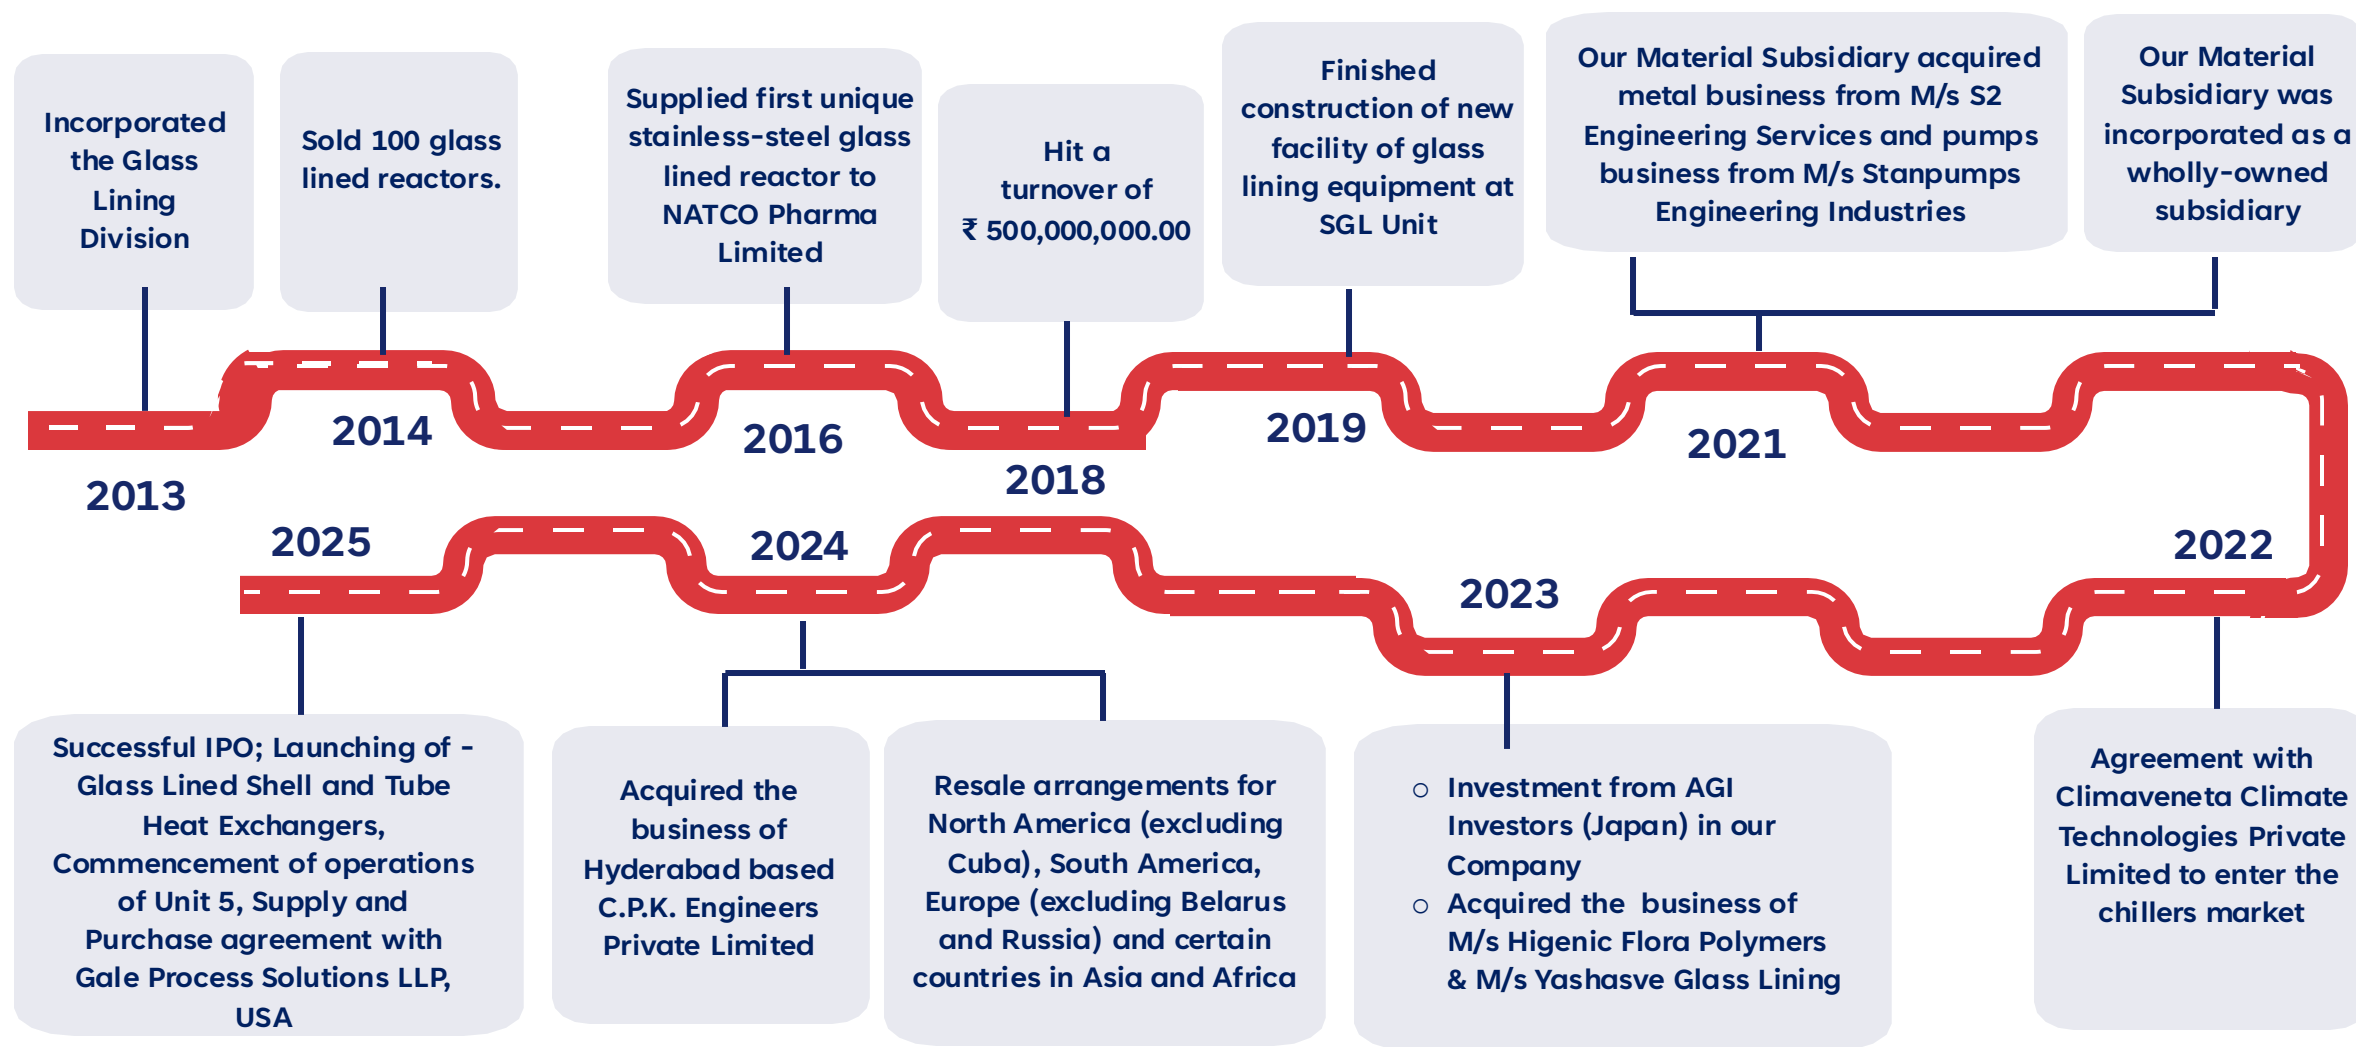 Incorporated
the Glass
Lining
Division
2013
Sold 100 glass
lined reactors.
2014
Supplied first unique
stainless-steel glass
lined reactor to
NATCO Pharma
Limited
2016
Hit a
turnover of
₹ 500,000,000.00
2018
Finished
construction of new
facility of glass
lining equipment at
SGL Unit
2019
Our Material Subsidiary acquired
metal business from M/s S2
Engineering Services and pumps
business from M/s Stanpumps
Engineering Industries
Our Material
Subsidiary was
incorporated as a
wholly-owned
subsidiary
2021
2022
Agreement with
Climaveneta Climate
Technologies Private
Limited to enter the
chillers market
2023
○ Investment from AGI
Investors (Japan) in our
Company
○ Acquired the business of
M/s Higenic Flora Polymers
& M/s Yashasve Glass Lining
2024
Acquired the
business of
Hyderabad based
C.P.K. Engineers
Private Limited
Resale arrangements for
North America (excluding
Cuba), South America,
Europe (excluding Belarus
and Russia) and certain
countries in Asia and Africa
2025
Successful IPO; Launching of -
Glass Lined Shell and Tube
Heat Exchangers,
Commencement of operations
of Unit 5, Supply and
Purchase agreement with
Gale Process Solutions LLP,
USA